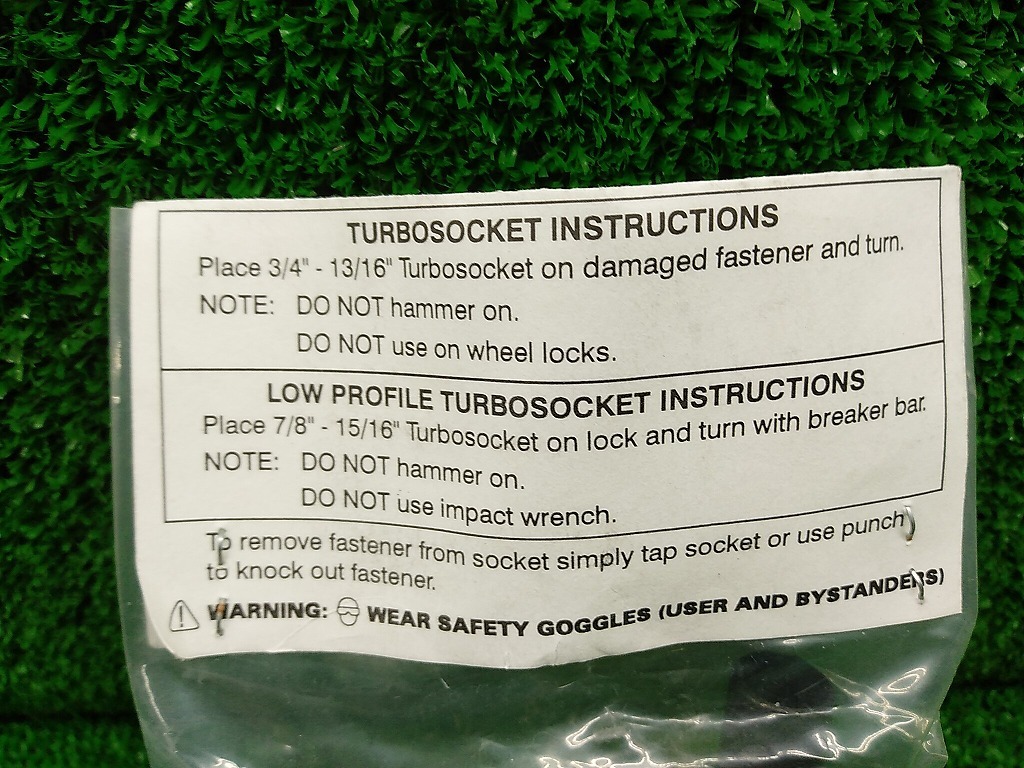 TURBOSOCKET INSTRUCTIONS
Place 3/4" - 13/16" Turbosocket on damaged fastener and turn.
NOTE: DO NOT hammer on.
DO NOT use on wheel locks.
LOW PROFILE TURBOSOCKET INSTRUCTIONS
Place 7/8" - 15/16" Turbosocket on lock and turn with breaker bar.
NOTE: DO NOT hammer on.
DO NOT use impact wrench.
To remove fastener from socket simply tap socket or use punch
to knock out fastener.
WARNING: WEAR SAFETY GOGGLES (USER AND BYSTANDERS)